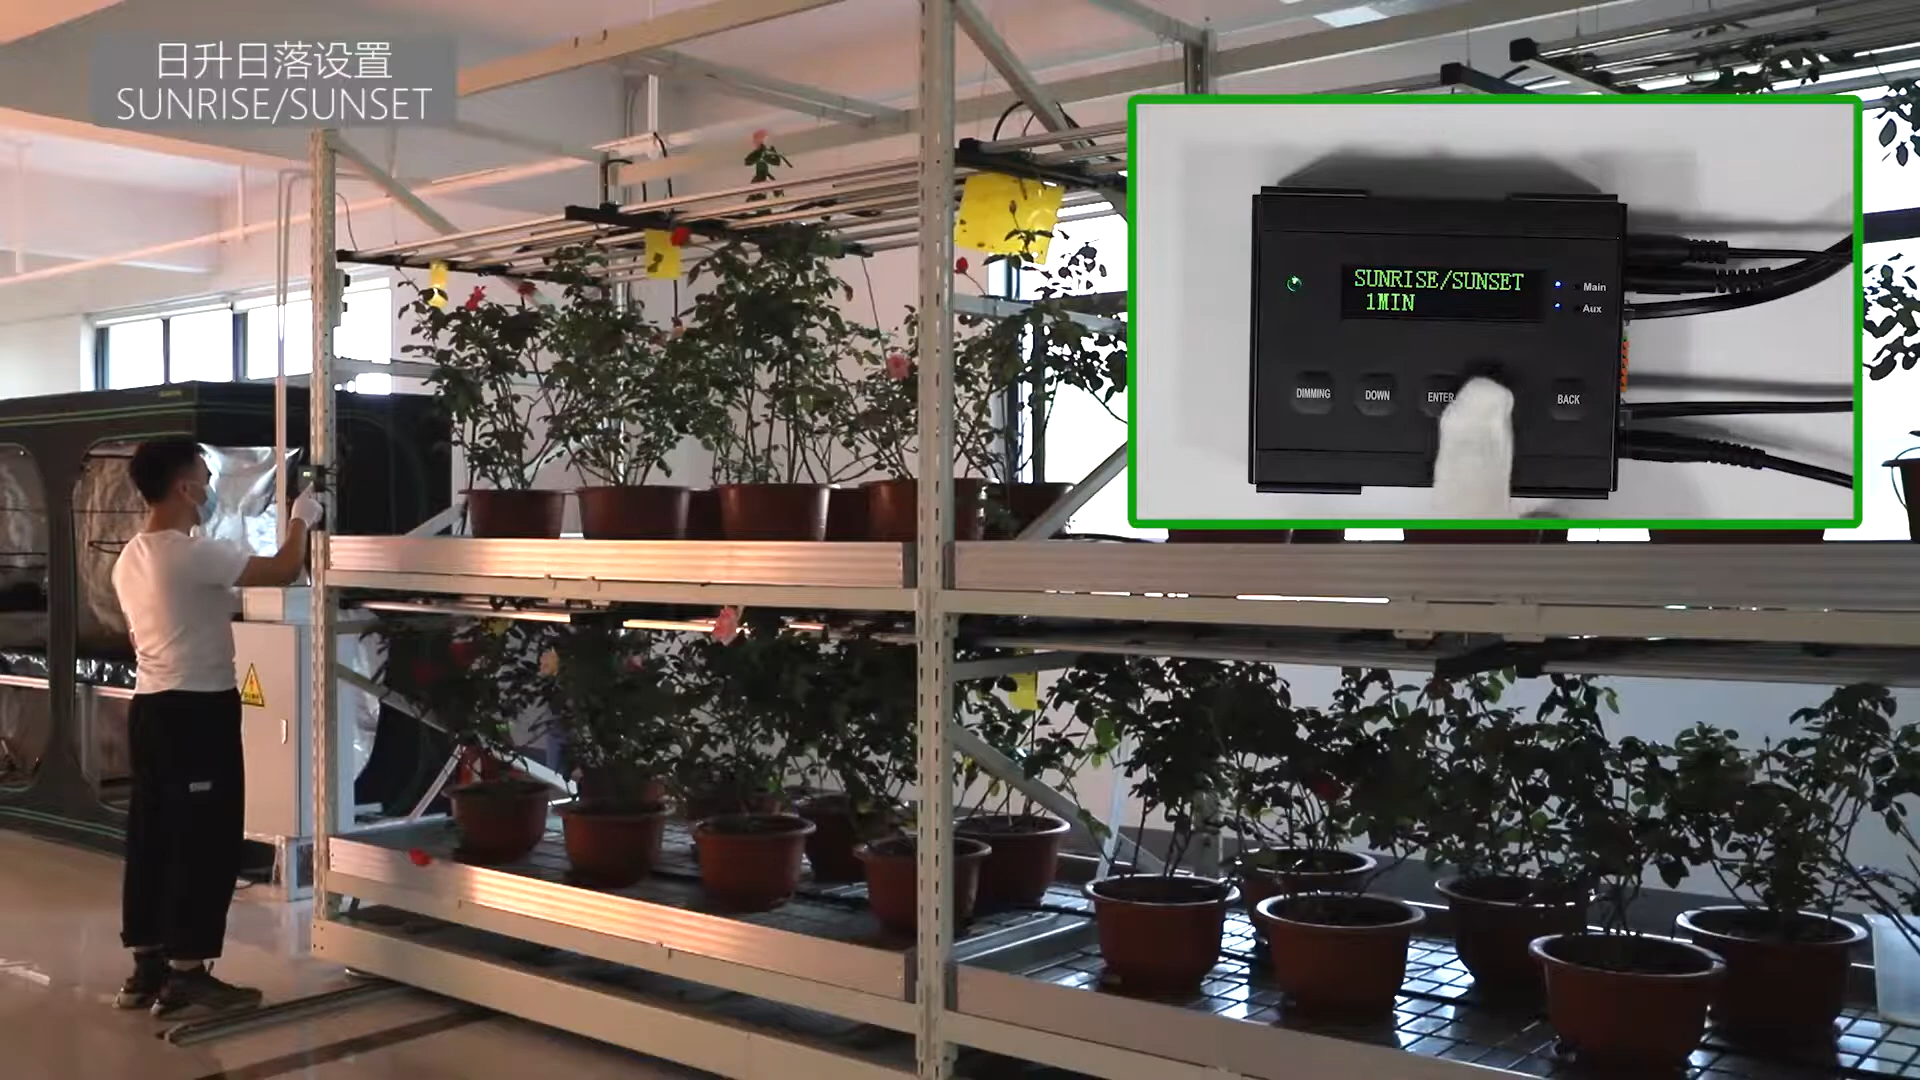 日升日落设置
SUNRISE/SUNSET
SUNRISE/SUNSET
1MIN
Main
Aux
DIMMING
DOWN
ENTER
BACK